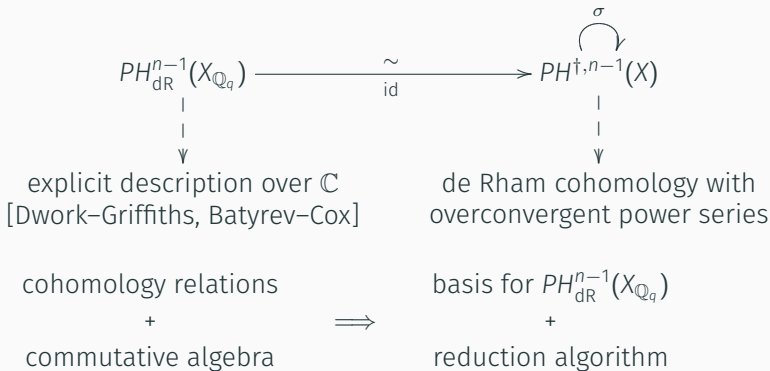 σ
PH^{n−1}_{dR}(X_{ℚ_q}) ∼ PH^{†,n−1}(X)
id
explicit description over ℂ
[Dwork–Griffiths, Batyrev–Cox]
de Rham cohomology with
overconvergent power series
cohomology relations
+
commutative algebra
⟹
basis for PH^{n−1}_{dR}(X_{ℚ_q})
+
reduction algorithm